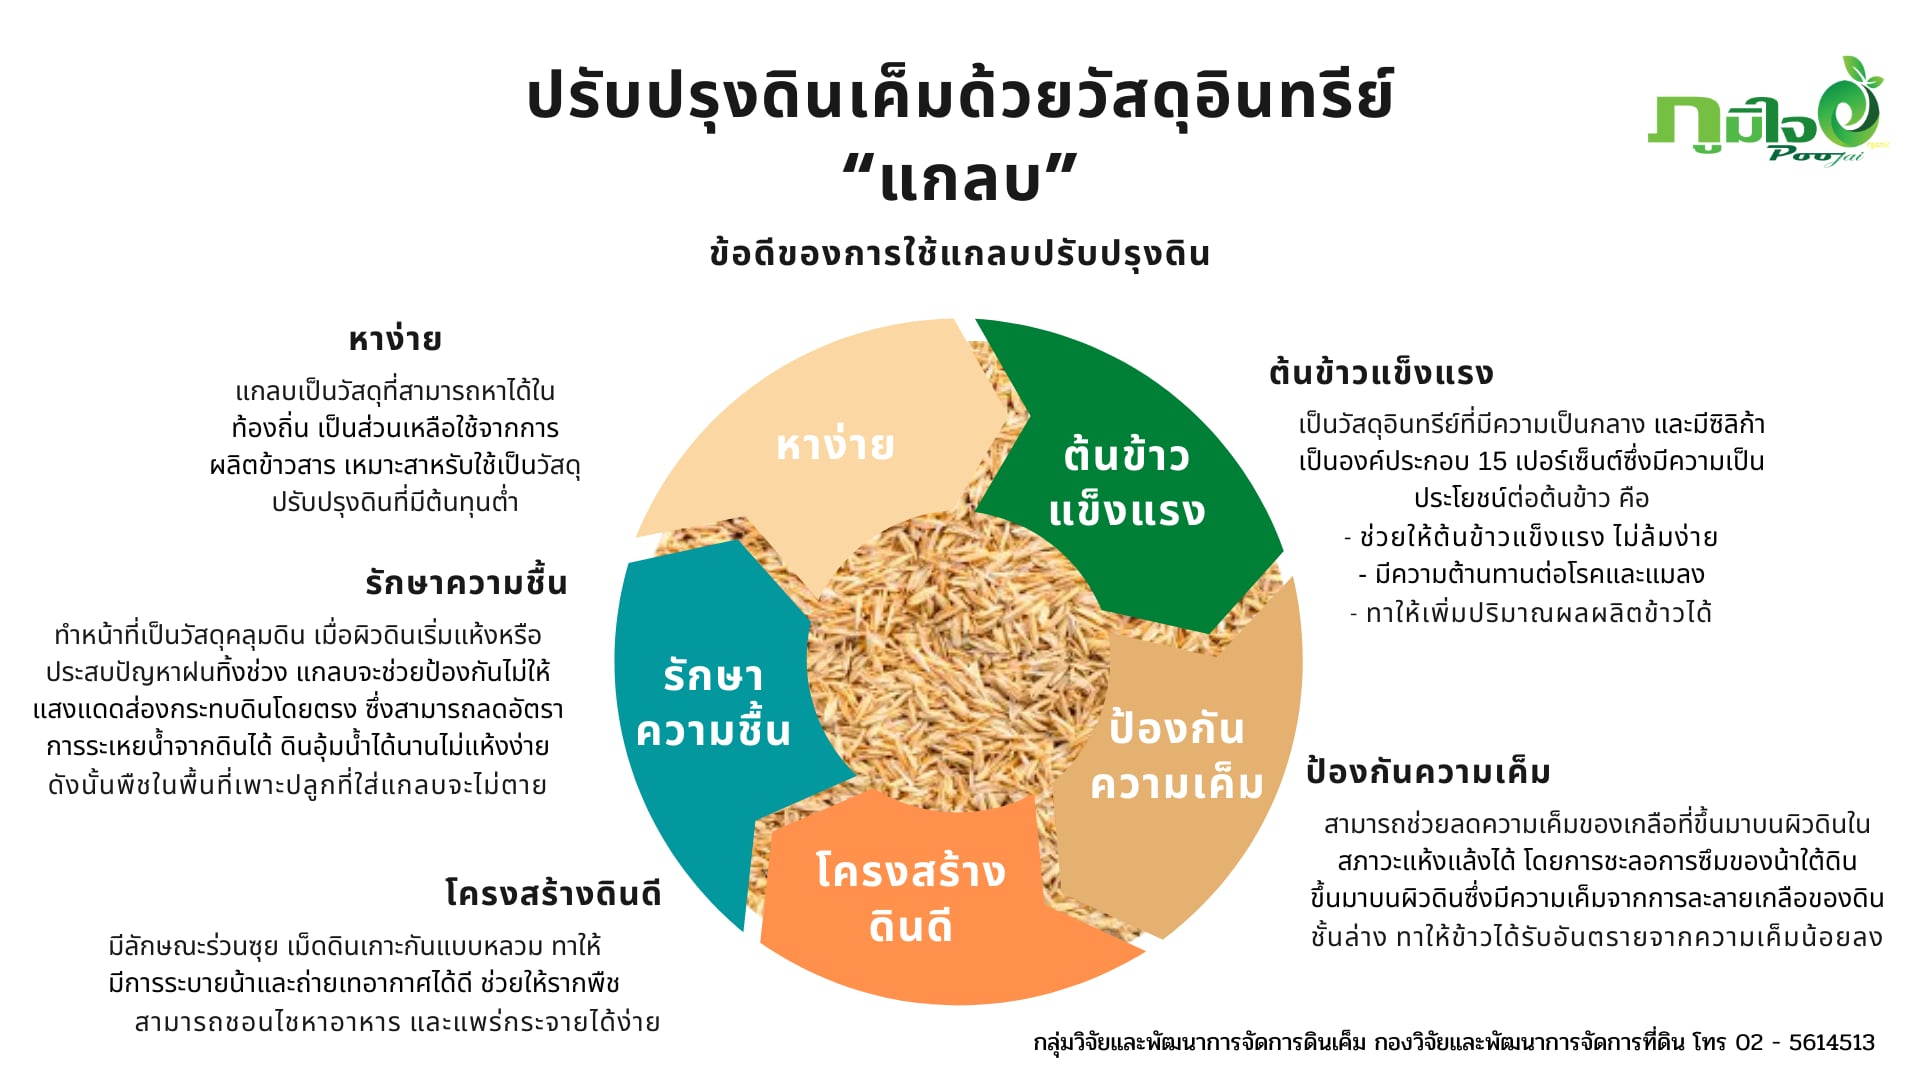 ปรับปรุงดินเค็มด้วยวัสดุอินทรีย์
“แกลบ”
ข้อดีของการใช้แกลบปรับปรุงดิน
ภูมิใจ
PooJai
หาง่าย
แกลบเป็นวัสดุที่สามารถหาได้ใน
ท้องถิ่น เป็นส่วนเหลือใช้จากการ
ผลิตข้าวสาร เหมาะสาหรับใช้เป็นวัสดุ
ปรับปรุงดินที่มีต้นทุนต่ำ
รักษาความชื้น
ทำหน้าที่เป็นวัสดุคลุมดิน เมื่อผิวดินเริ่มแห้งหรือ
ประสบปัญหาฝนทิ้งช่วง แกลบจะช่วยป้องกันไม่ให้
แสงแดดส่องกระทบดินโดยตรง ซึ่งสามารถลดอัตรา
การระเหยน้ำจากดินได้ ดินอุ้มน้ำได้นานไม่แห้งง่าย
ดังนั้นพืชในพื้นที่เพาะปลูกที่ใส่แกลบจะไม่ตาย
โครงสร้างดินดี
มีลักษณะร่วนซุย เม็ดดินเกาะกันแบบหลวม ทาให้
มีการระบายน้าและถ่ายเทอากาศได้ดี ช่วยให้รากพืช
สามารถชอนไชหาอาหาร และแพร่กระจายได้ง่าย
หาง่าย
ต้นข้าว
แข็งแรง
รักษา
ความชื้น
ป้องกัน
ความเค็ม
โครงสร้าง
ดินดี
ต้นข้าวแข็งแรง
เป็นวัสดุอินทรีย์ที่มีความเป็นกลาง และมีซิลิก้า
เป็นองค์ประกอบ 15 เปอร์เซ็นต์ซึ่งมีความเป็น
ประโยชน์ต่อต้นข้าว คือ
- ช่วยให้ต้นข้าวแข็งแรง ไม่ล้มง่าย
- มีความต้านทานต่อโรคและแมลง
- ทาให้เพิ่มปริมาณผลผลิตข้าวได้
ป้องกันความเค็ม
สามารถช่วยลดความเค็มของเกลือที่ขึ้นมาบนผิวดินใน
สภาวะแห้งแล้งได้ โดยการชะลอการซึมของน้าใต้ดิน
ขึ้นมาบนผิวดินซึ่งมีความเค็มจากการละลายเกลือของดิน
ชั้นล่าง ทาให้ข้าวได้รับอันตรายจากความเค็มน้อยลง
กลุ่มวิจัยและพัฒนาการจัดการดินเค็ม กองวิจัยและพัฒนาการจัดการที่ดิน โทร 02 - 5614513